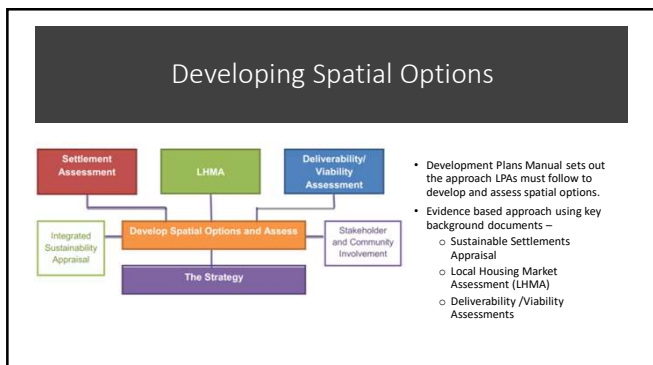 Developing Spatial Options
Settlement
Assessment
LHMA
Deliverability/
Viability
Assessment
Integrated
Sustainability
Appraisal
Develop Spatial Options and Assess
Stakeholder
and Community
Involvement
The Strategy
• Development Plans Manual sets out
the approach LPAs must follow to
develop and assess spatial options.
• Evidence based approach using key
background documents –
o Sustainable Settlements
Appraisal
o Local Housing Market
Assessment (LHMA)
o Deliverability /Viability
Assessments